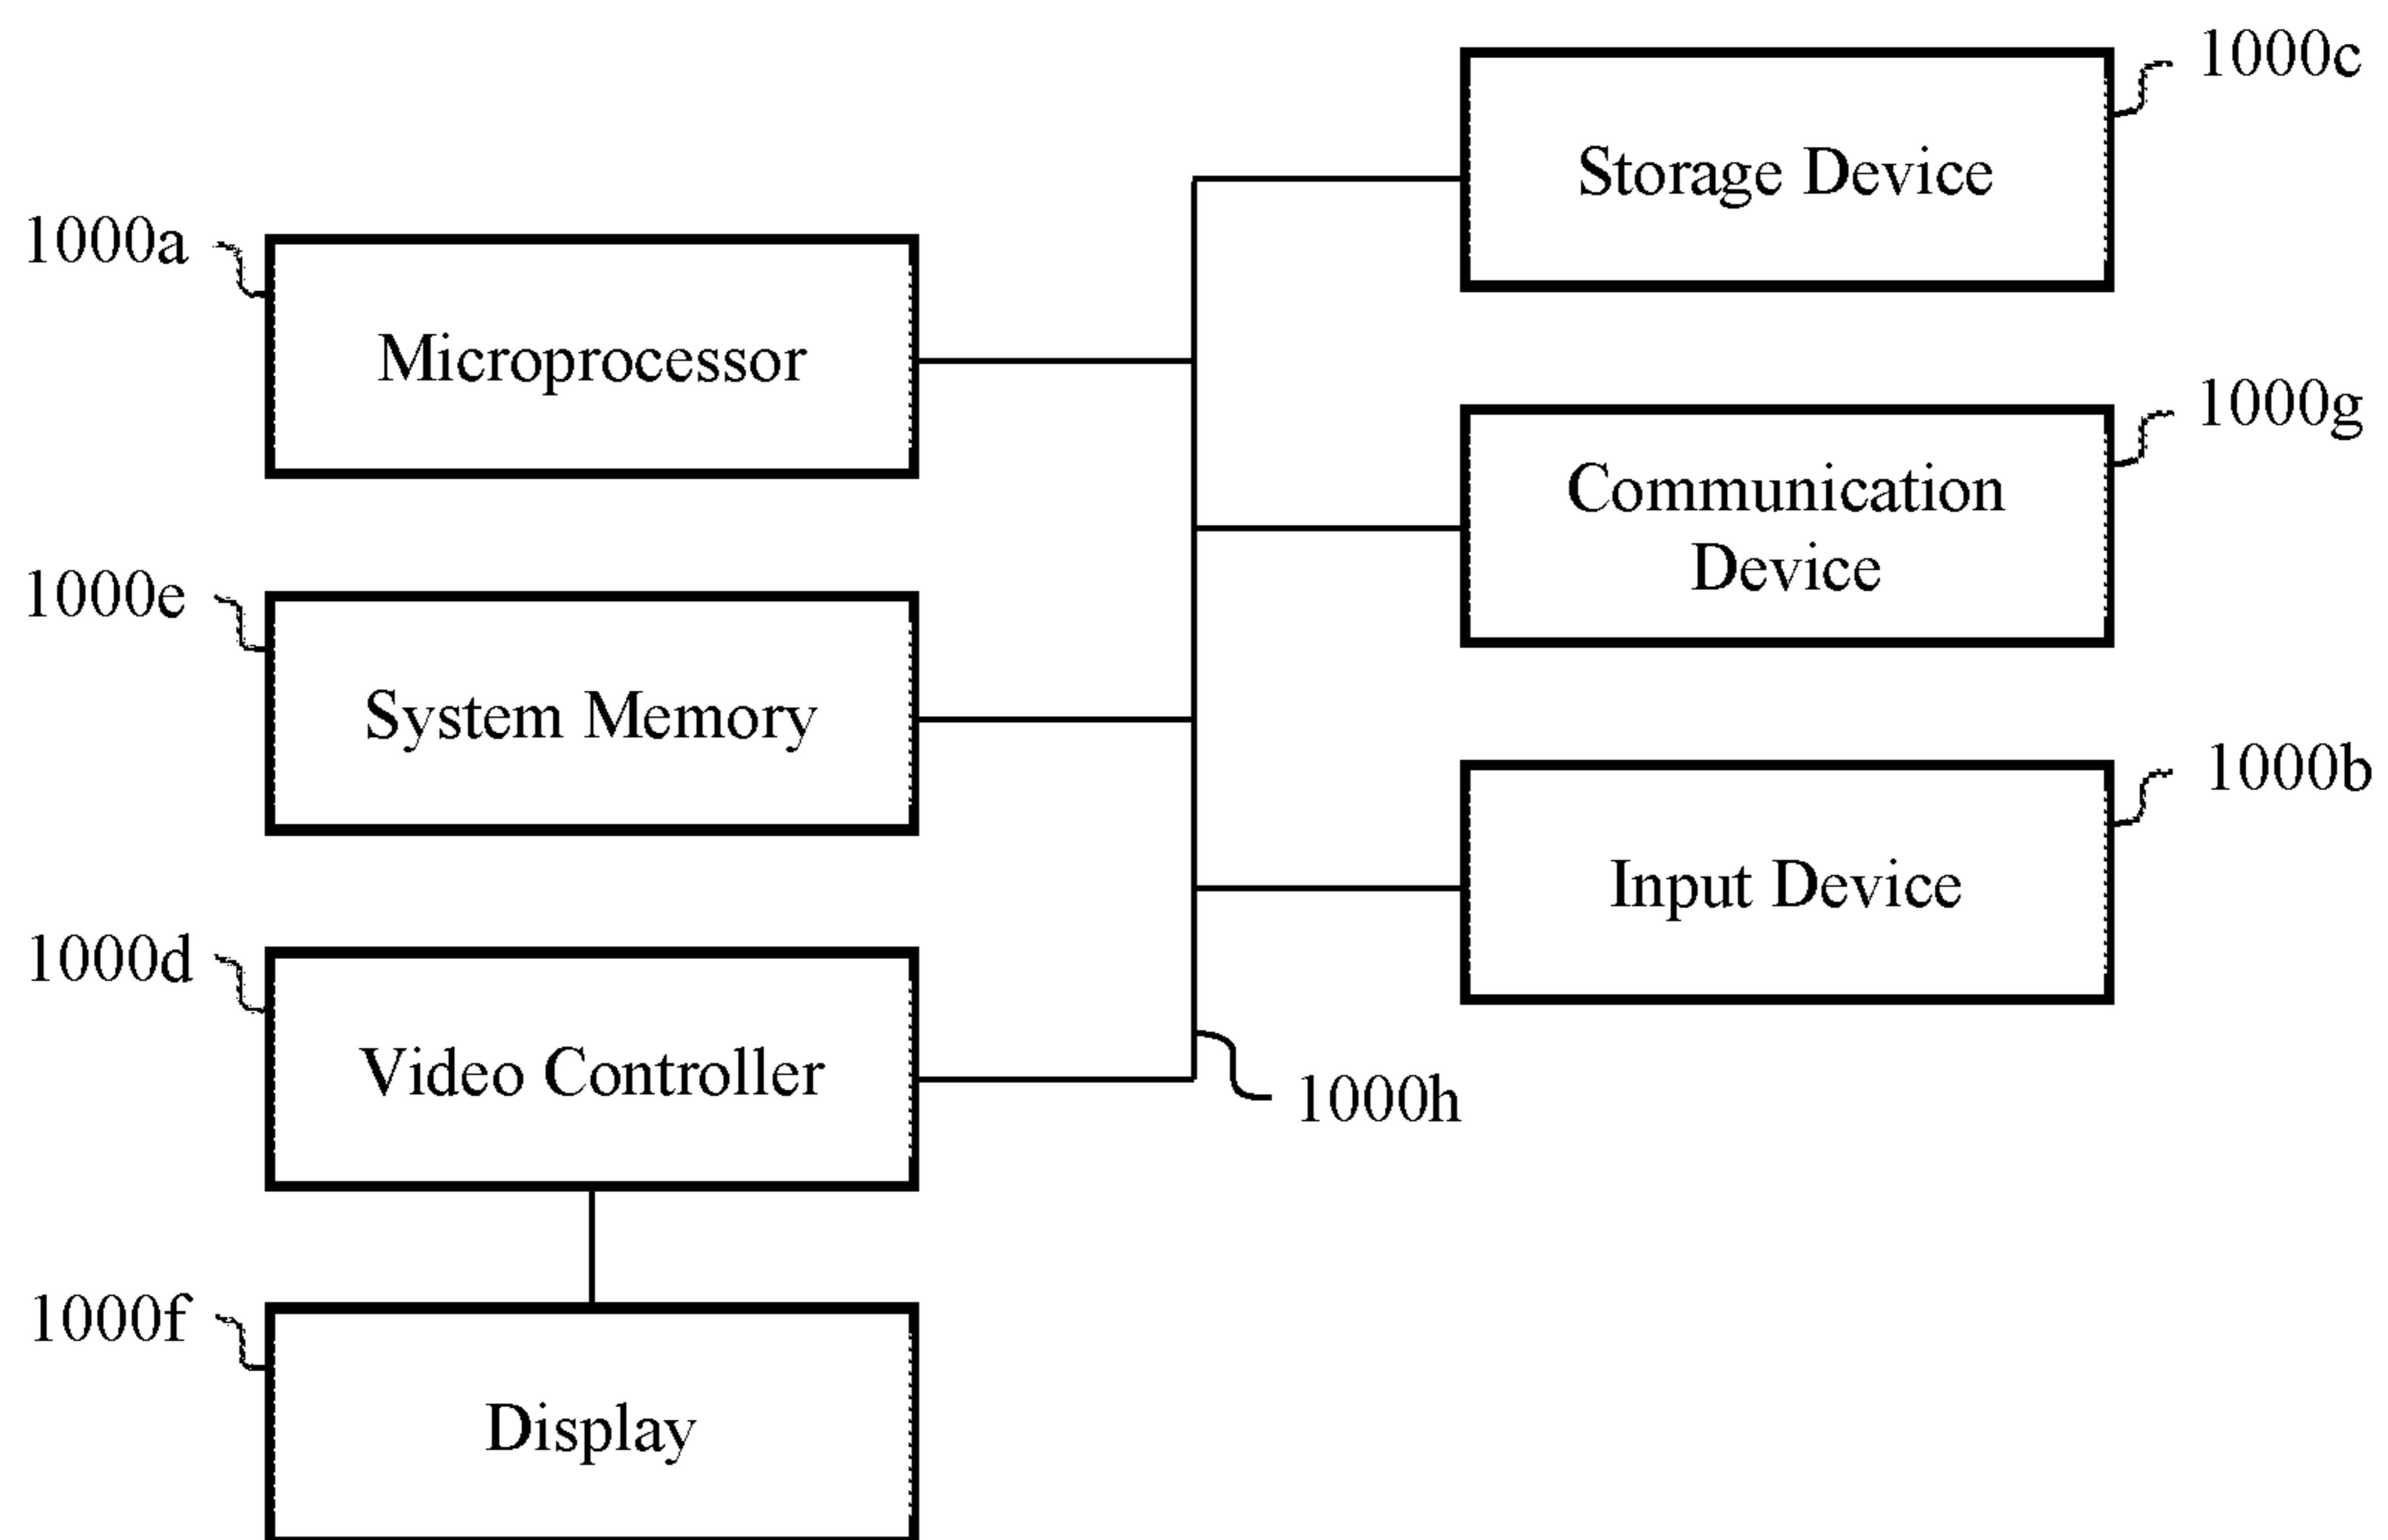 1000c
Storage Device
1000a
Microprocessor
1000g
Communication
Device
1000e
System Memory
1000b
Input Device
1000d
Video Controller
1000h
1000f
Display